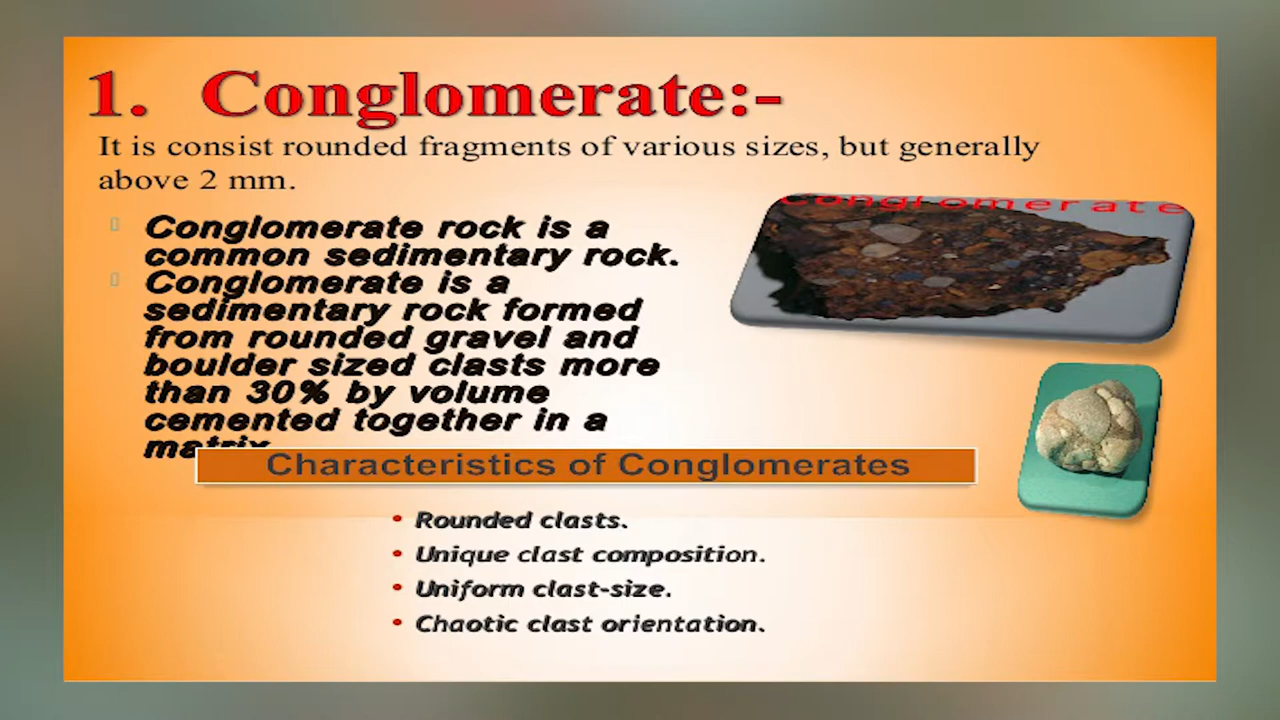 1. Conglomerate:-
It is consist rounded fragments of various sizes, but generally
above 2 mm.
Conglomerate
Conglomerate rock is a
common sedimentary rock.
Conglomerate is a
sedimentary rock formed
from rounded gravel and
boulder sized clasts more
than 30% by volume
cemented together in a
matrix
Characteristics of Conglomerates
• Rounded clasts.
• Unique clast composition.
• Uniform clast-size.
• Chaotic clast orientation.